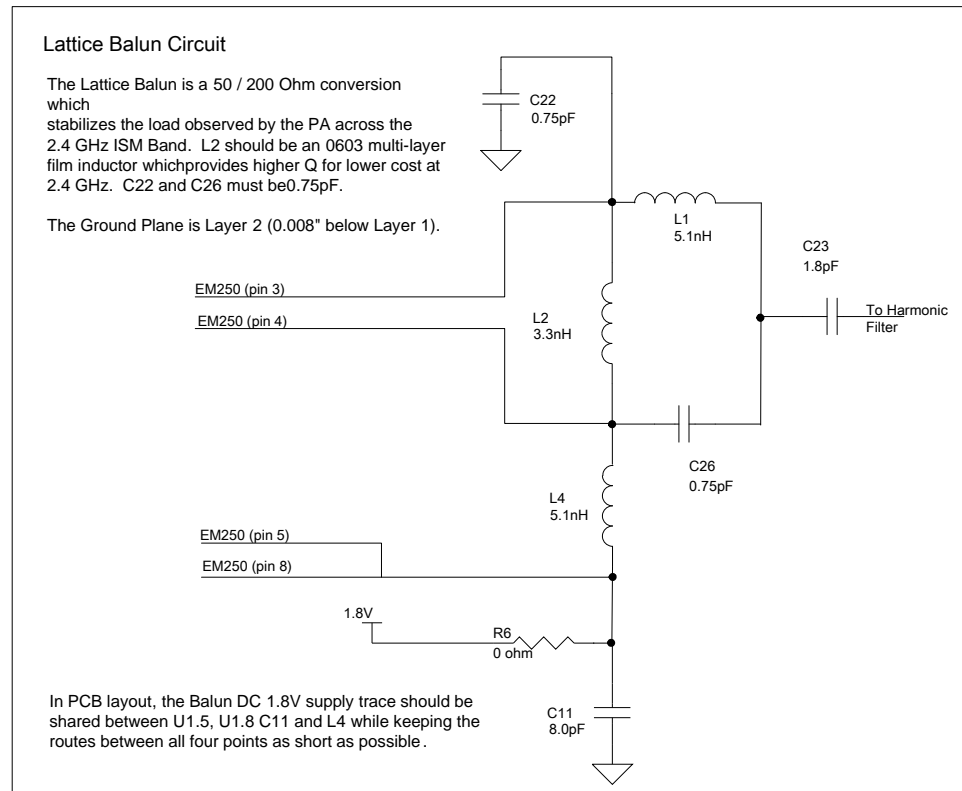 Lattice Balun Circuit
The Lattice Balun is a 50 / 200 Ohm conversion
which
stabilizes the load observed by the PA across the
2.4 GHz ISM Band. L2 should be an 0603 multi-layer
film inductor whichprovides higher Q for lower cost at
2.4 GHz. C22 and C26 must be0.75pF.
The Ground Plane is Layer 2 (0.008" below Layer 1).
C22
0.75pF
L1
5.1nH
C23
1.8pF
EM250 (pin 3)
EM250 (pin 4)
L2
3.3nH
To Harmonic
Filter
C26
0.75pF
L4
5.1nH
EM250 (pin 5)
EM250 (pin 8)
1.8V
R6
0 ohm
In PCB layout, the Balun DC 1.8V supply trace should be
shared between U1.5, U1.8 C11 and L4 while keeping the
routes between all four points as short as possible.
C11
8.0pF